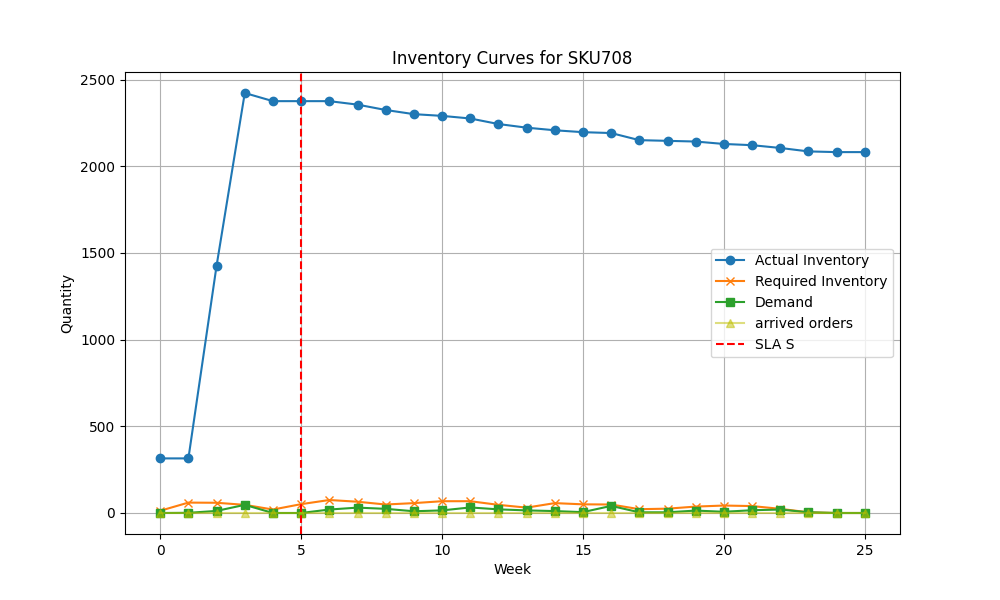 Inventory Curves for SKU708
Quantity
2500
2000
1500
1000
500
0
Actual Inventory
Required Inventory
Demand
arrived orders
SLA S
0 5 10 15 20 25
Week